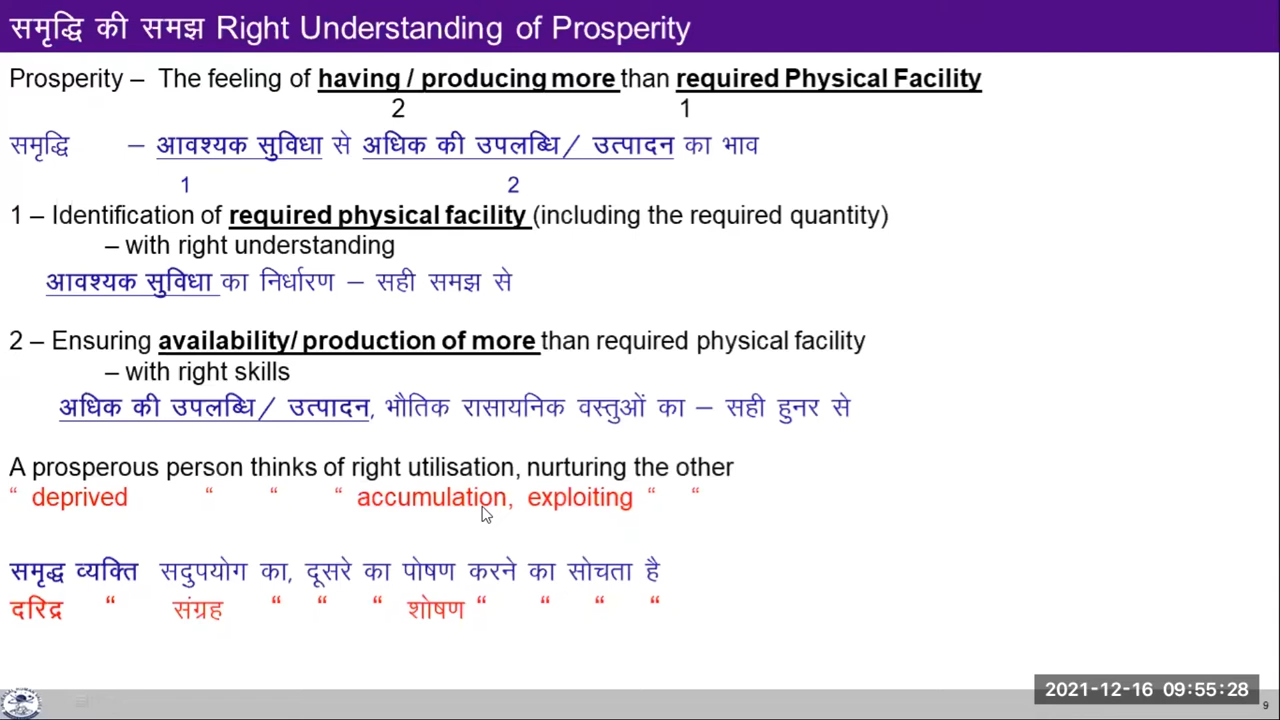 समृद्धि की समझ Right Understanding of Prosperity
Prosperity – The feeling of having / producing more than required Physical Facility
2 1
समृद्धि – आवश्यक सुविधा से अधिक की उपलब्धि/ उत्पादन का भाव
1 2
1 – Identification of required physical facility (including the required quantity)
– with right understanding
आवश्यक सुविधा का निर्धारण – सही समझ से
2 – Ensuring availability/ production of more than required physical facility
– with right skills
अधिक की उपलब्धि/ उत्पादन, भौतिक रासायनिक वस्तुओं का – सही हुनर से
A prosperous person thinks of right utilisation, nurturing the other
“ deprived “ “ “ accumulation, exploiting “ “
समृद्ध व्यक्ति सदुपयोग का, दूसरे का पोषण करने का सोचता है
दरिद्र “ संग्रह “ “ “ शोषण “ “ “ “
2021-12-16 09:55:28
9